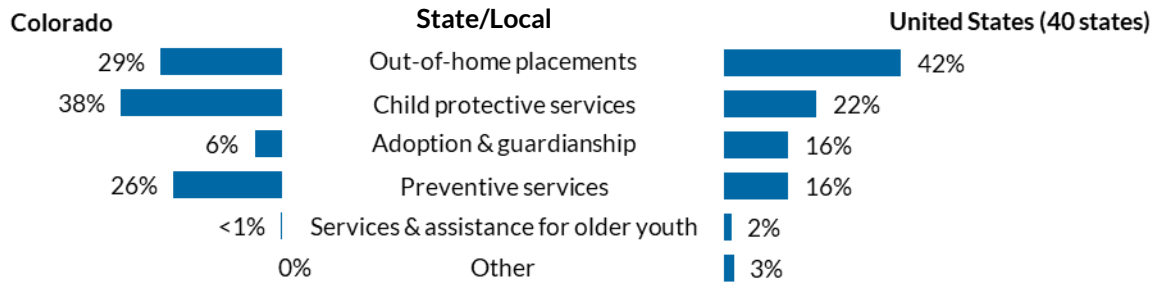 Colorado State/Local United States (40 states)
29% Out-of-home placements 42%
38% Child protective services 22%
6% Adoption & guardianship 16%
26% Preventive services 16%
<1% Services & assistance for older youth 2%
0% Other 3%